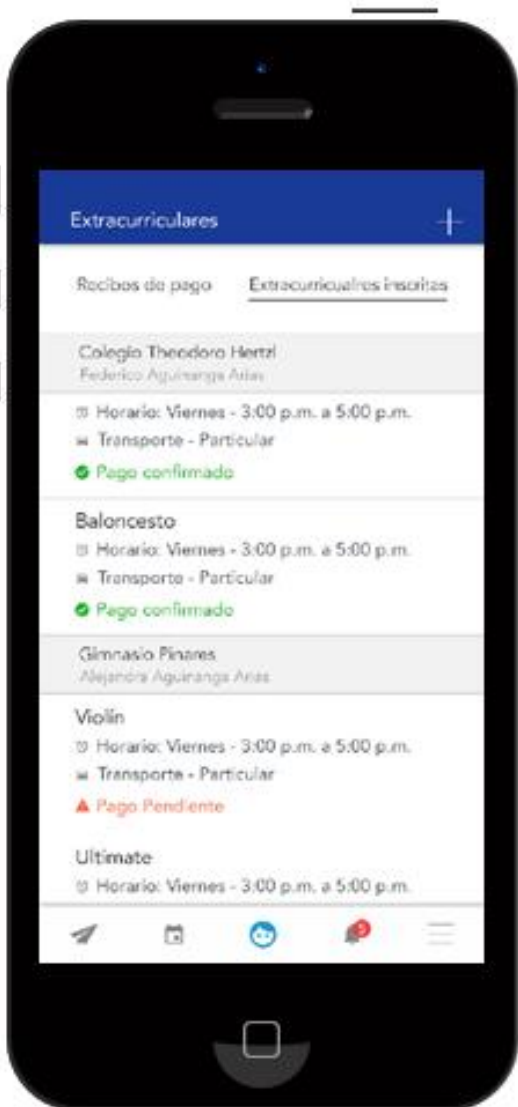 Extracurriculares
Recibos de pago Extracurricualres inscritas
Colegio Theodoro Hertzl
Federico Aguinanga Arias
Horario: Viernes - 3:00 p.m. a 5:00 p.m.
Transporte - Particular
Pago confirmado
Baloncesto
Horario: Viernes - 3:00 p.m. a 5:00 p.m.
Transporte - Particular
Pago confirmado
Gimnasio Pinares
Alejandra Aguinanga Arias
Violín
Horario: Viernes - 3:00 p.m. a 5:00 p.m.
Transporte - Particular
Pago Pendiente
Ultimate
Horario: Viernes - 3:00 p.m. a 5:00 p.m.